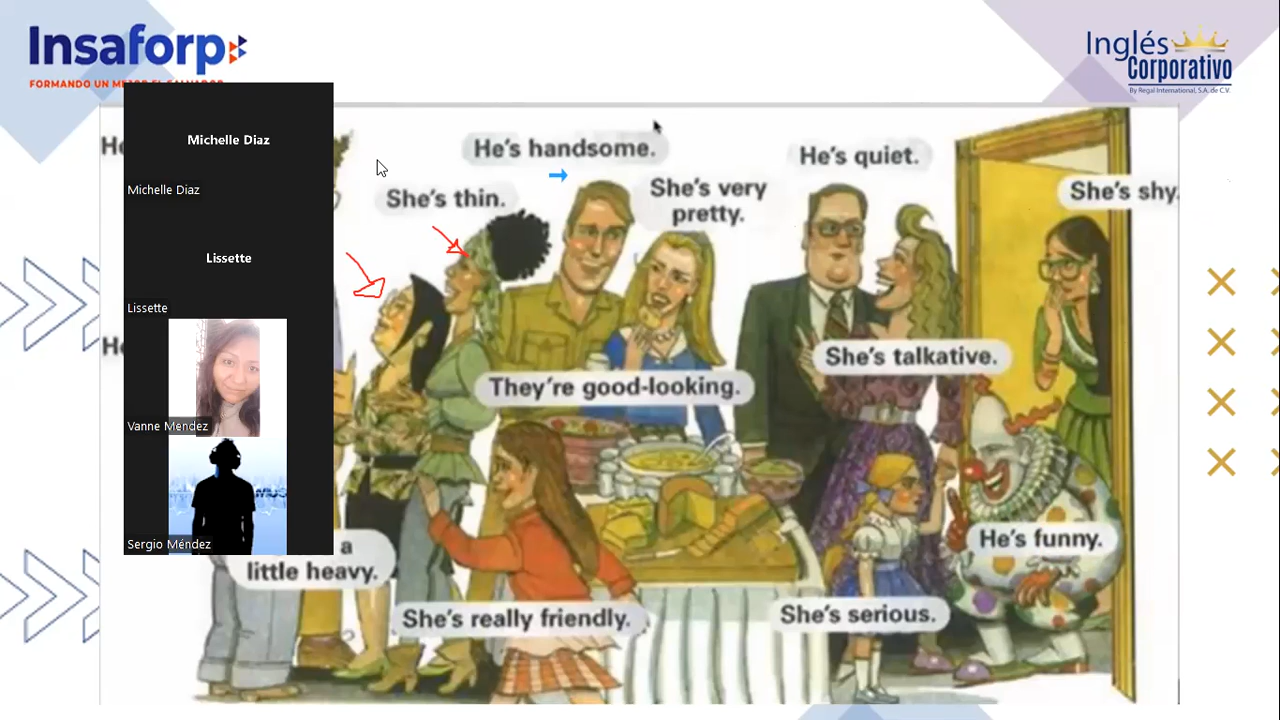 Insaforp
FORMANDO UN
Inglés
Corporativo
By Regal International, S.A. de C.V.
Michelle Diaz
Michelle Diaz
Lissette
Lissette
Vanne Mendez
Sergio Méndez
He's handsome.
She's thin.
She's very
pretty.
He's quiet.
She's shy.
They're good-looking.
She's talkative.
a
little heavy.
He's funny.
She's really friendly.
She's serious.